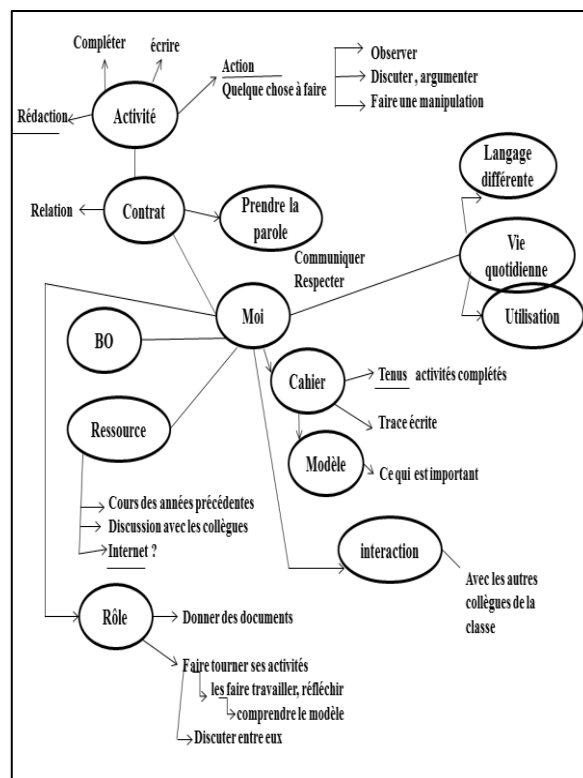 Compléter
écrire
Action
Quelque chose à faire
Observer
Discuter , argumenter
Faire une manipulation
Rédaction
Activité
Langage
différente
Relation
Contrat
Prendre la
parole
Communiquer
Respecter
Vie
quotidienne
Utilisation
Moi
BO
Cahier
Tenus activités complétés
Trace écrite
Ressource
Modèle
Ce qui est important
Cours des années précédentes
Discussion avec les collègues
Internet ?
interaction
Avec les autres
collègues de la
classe
Rôle
Donner des documents
Faire tourner ses activités
les faire travailler, réfléchir
comprendre le modèle
Discuter entre eux